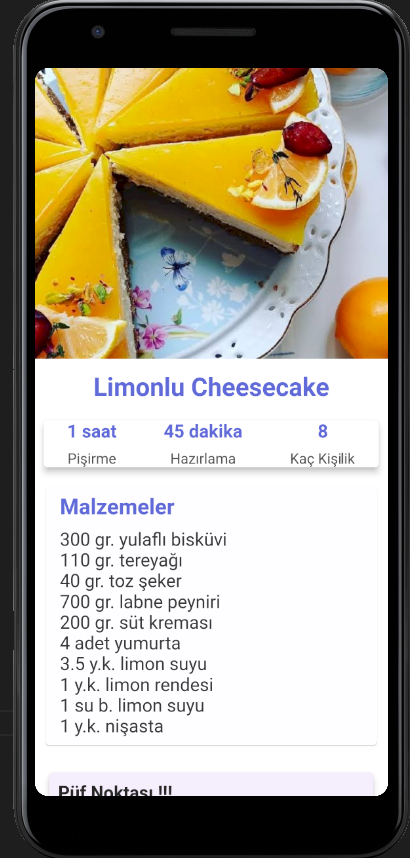 Limonlu Cheesecake
1 saat 45 dakika 8
Pişirme Hazırlama Kaç Kişilik
Malzemeler
300 gr. yulaflı bisküvi
110 gr. tereyağı
40 gr. toz şeker
700 gr. labne peyniri
200 gr. süt kreması
4 adet yumurta
3.5 y.k. limon suyu
1 y.k. limon rendesi
1 su b. limon suyu
1 y.k. nişasta
Püf Noktası !!!